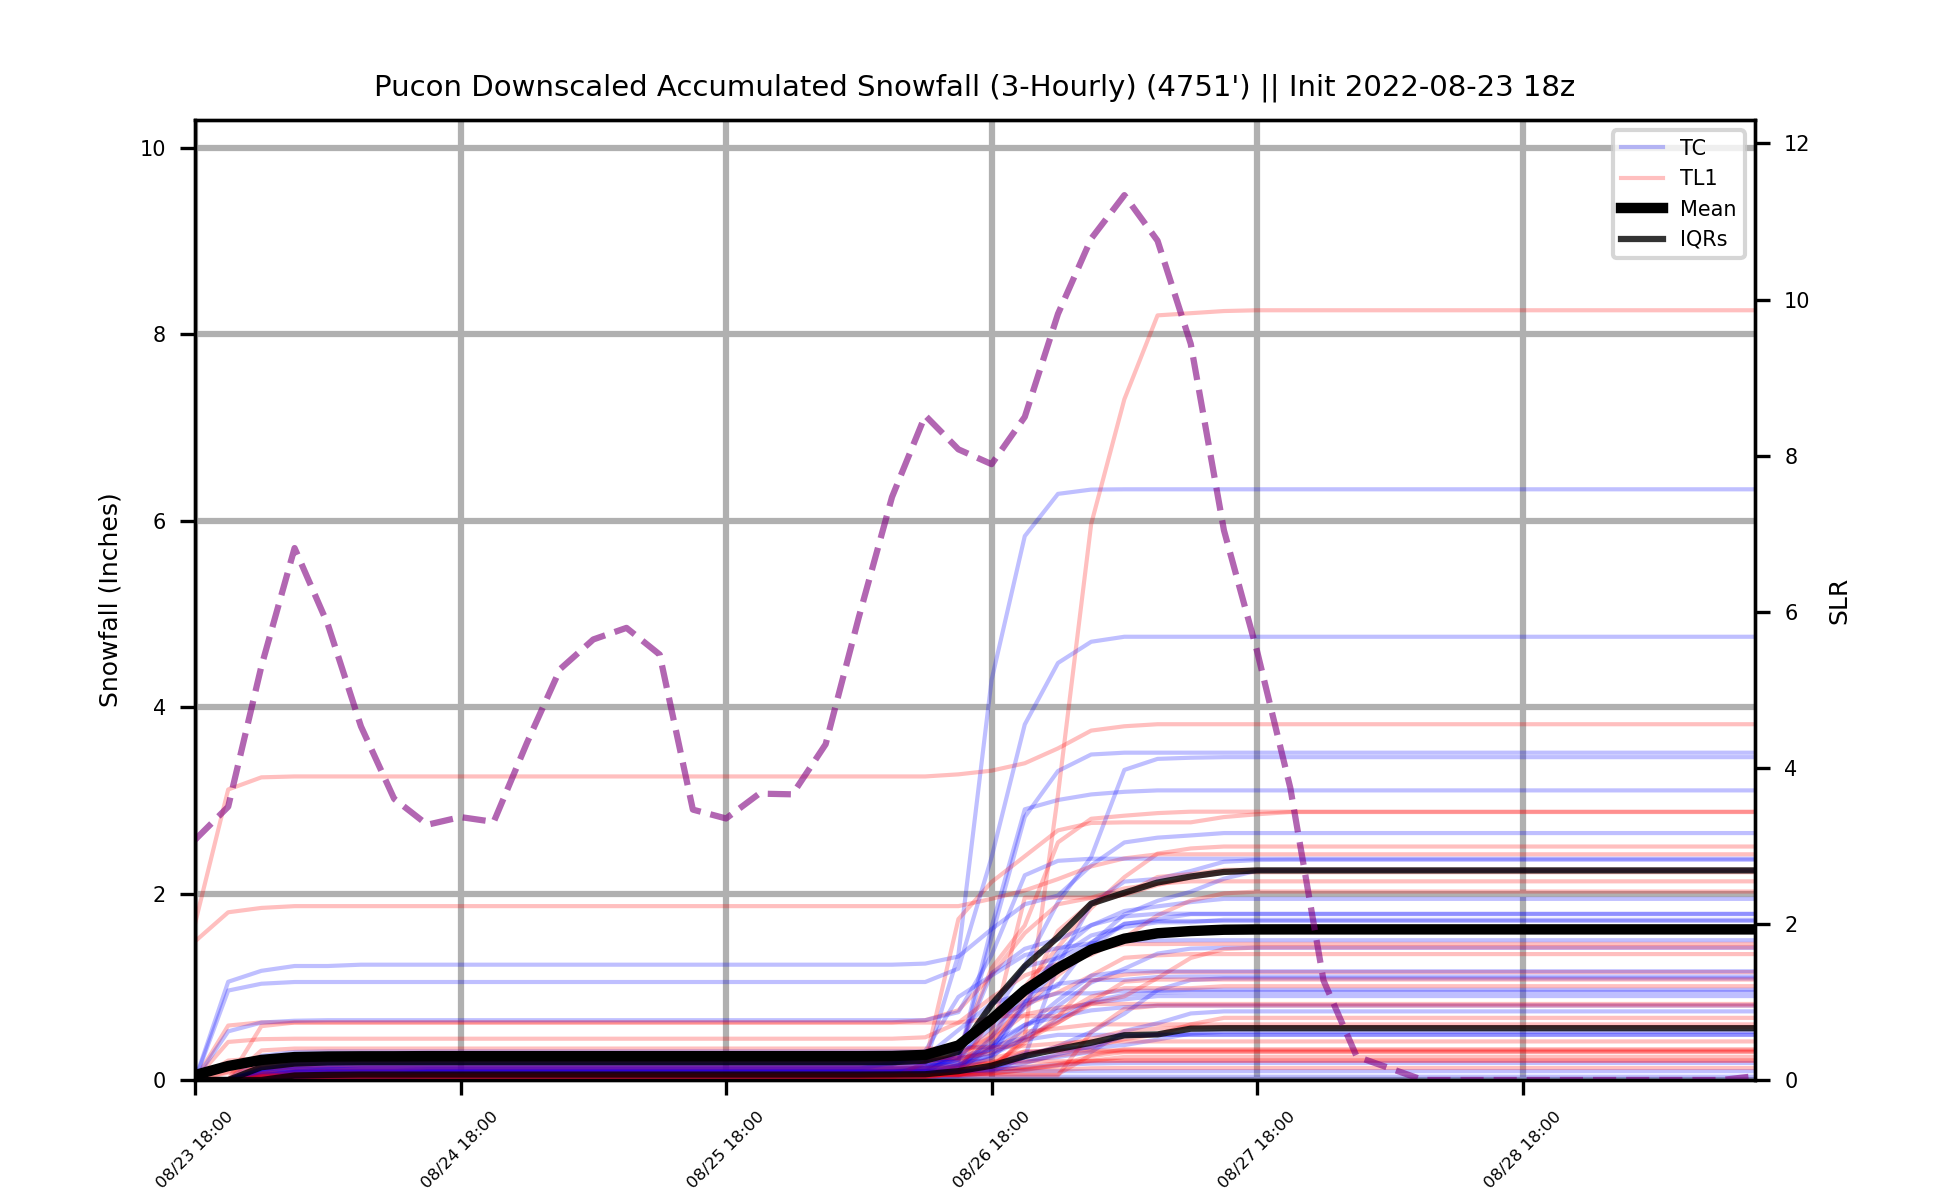 Pucon Downscaled Accumulated Snowfall (3-Hourly) (4751') || Init 2022-08-23 18z
TC
TL1
Mean
IQRs
Snowfall (Inches)
10
8
6
4
2
0
SLR
12
10
8
6
4
2
0
08/23 18:00
08/24 18:00
08/25 18:00
08/26 18:00
08/27 18:00
08/28 18:00